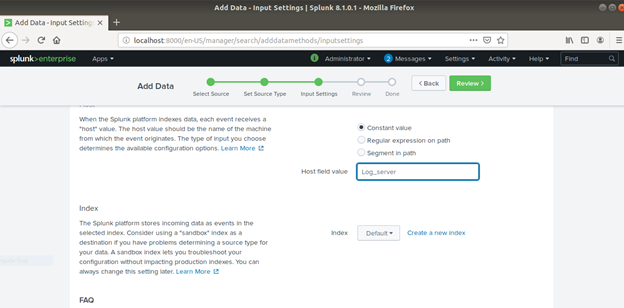 Add Data - Input Settings | Splunk 8.1.0.1 - Mozilla Firefox
Add Data - Input Settings
localhost:8000/en-US/manager/search/adddatamethods/inputsettings
splunk>enterprise Apps Administrator 2 Messages Settings Activity Help Find
Add Data
Select Source Set Source Type Input Settings Review Done
< Back Review >
When the Splunk platform indexes data, each event receives a
"host" value. The host value should be the name of the machine
from which the event originates. The type of input you choose
determines the available configuration options. Learn More
Constant value
Regular expression on path
Segment in path
Host field value Log_server
Index
The Splunk platform stores incoming data as events in the
selected index. Consider using a "sandbox" index as a
destination if you have problems determining a source type for
your data. A sandbox index lets you troubleshoot your
configuration without impacting production indexes. You can
always change this setting later. Learn More
Index Default Create a new index
FAQ